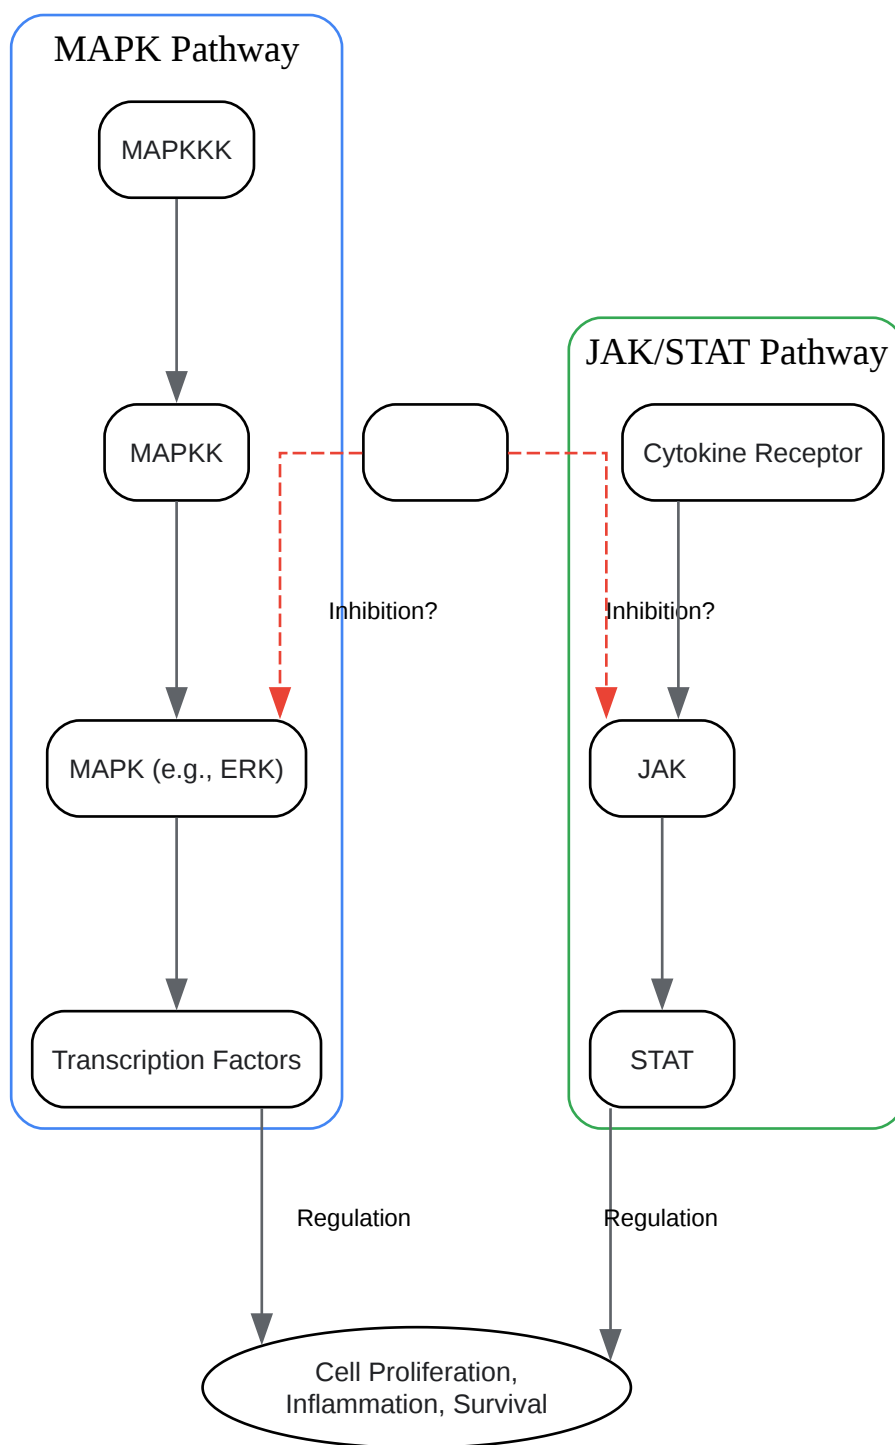 MAPK Pathway
MAPKKK
JAK/STAT Pathway
MAPKK
Cytokine Receptor
Inhibition?
Inhibition?
MAPK (e.g., ERK)
JAK
Transcription Factors
STAT
Regulation
Regulation
Cell Proliferation,
Inflammation, Survival